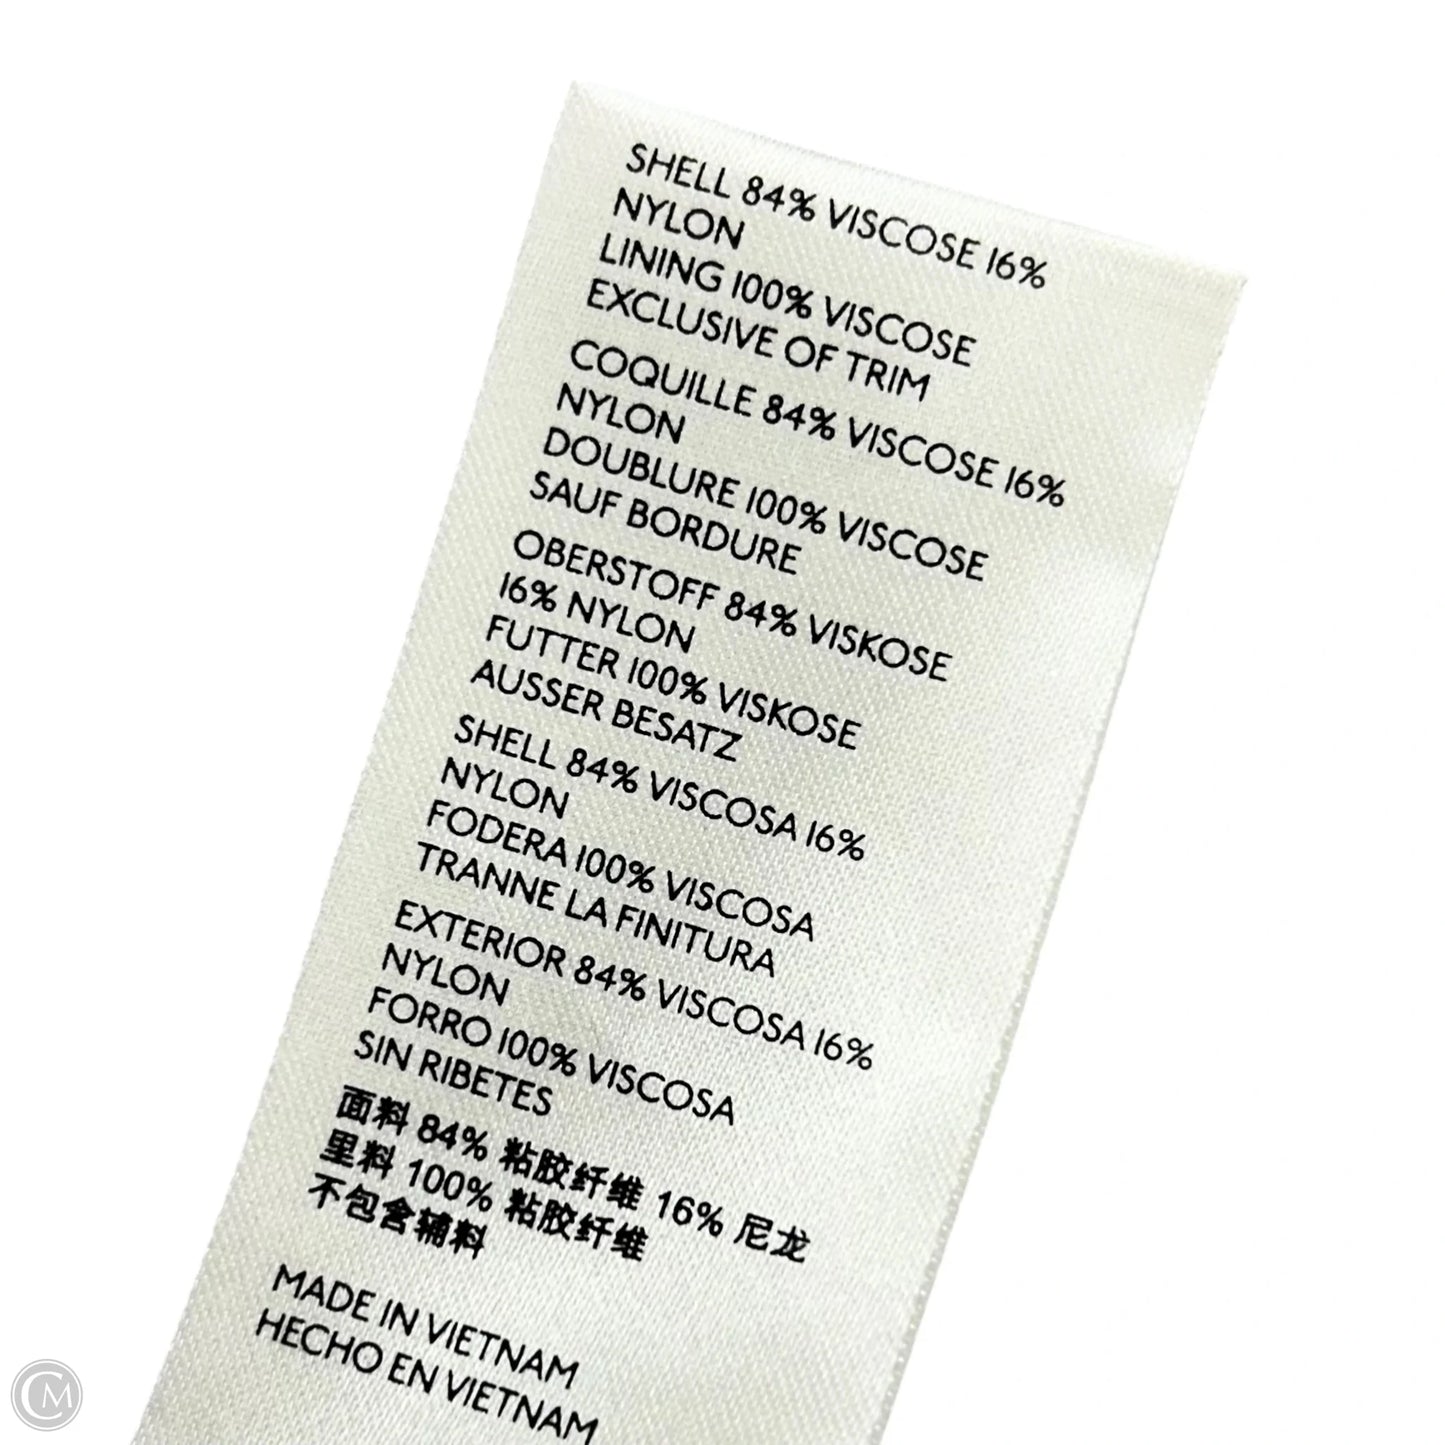 SHELL 84% VISCOSE 16%
NYLON
LINING 100% VISCOSE
EXCLUSIVE OF TRIM
COQUILLE 84% VISCOSE 16%
NYLON
DOUBLURE 100% VISCOSE
SAUF BORDURE
OBERSTOFF 84% VISKOSE
16% NYLON
FUTTER 100% VISKOSE
AUSSER BESATZ
SHELL 84% VISCOSA 16%
NYLON
FODERA 100% VISCOSA
TRANNE LA FINITURA
EXTERIOR 84% VISCOSA 16%
NYLON
FORRO 100% VISCOSA
SIN RIBETES
面料 84% 粘胶纤维 16% 尼龙
里料 100% 粘胶纤维
不包含辅料
MADE IN VIETNAM
HECHO EN VIETNAM
CM